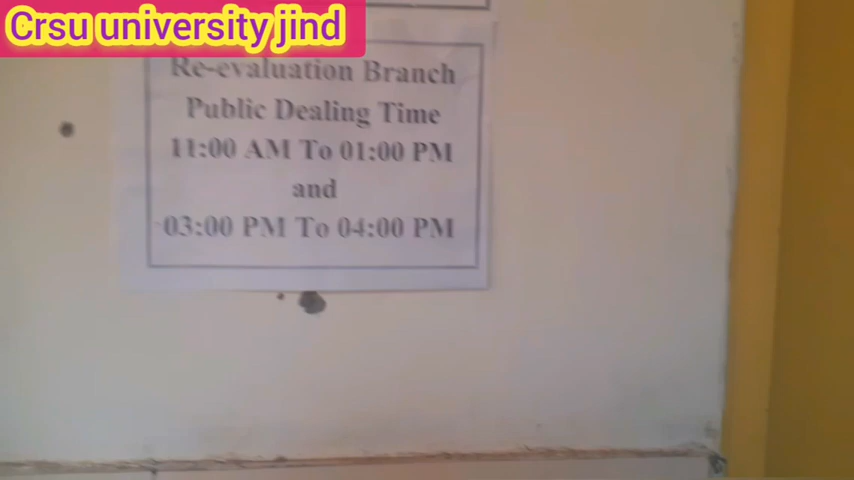 Crsu university jind
Re-evaluation Branch
Public Dealing Time
11:00 AM To 01:00 PM
and
03:00 PM To 04:00 PM